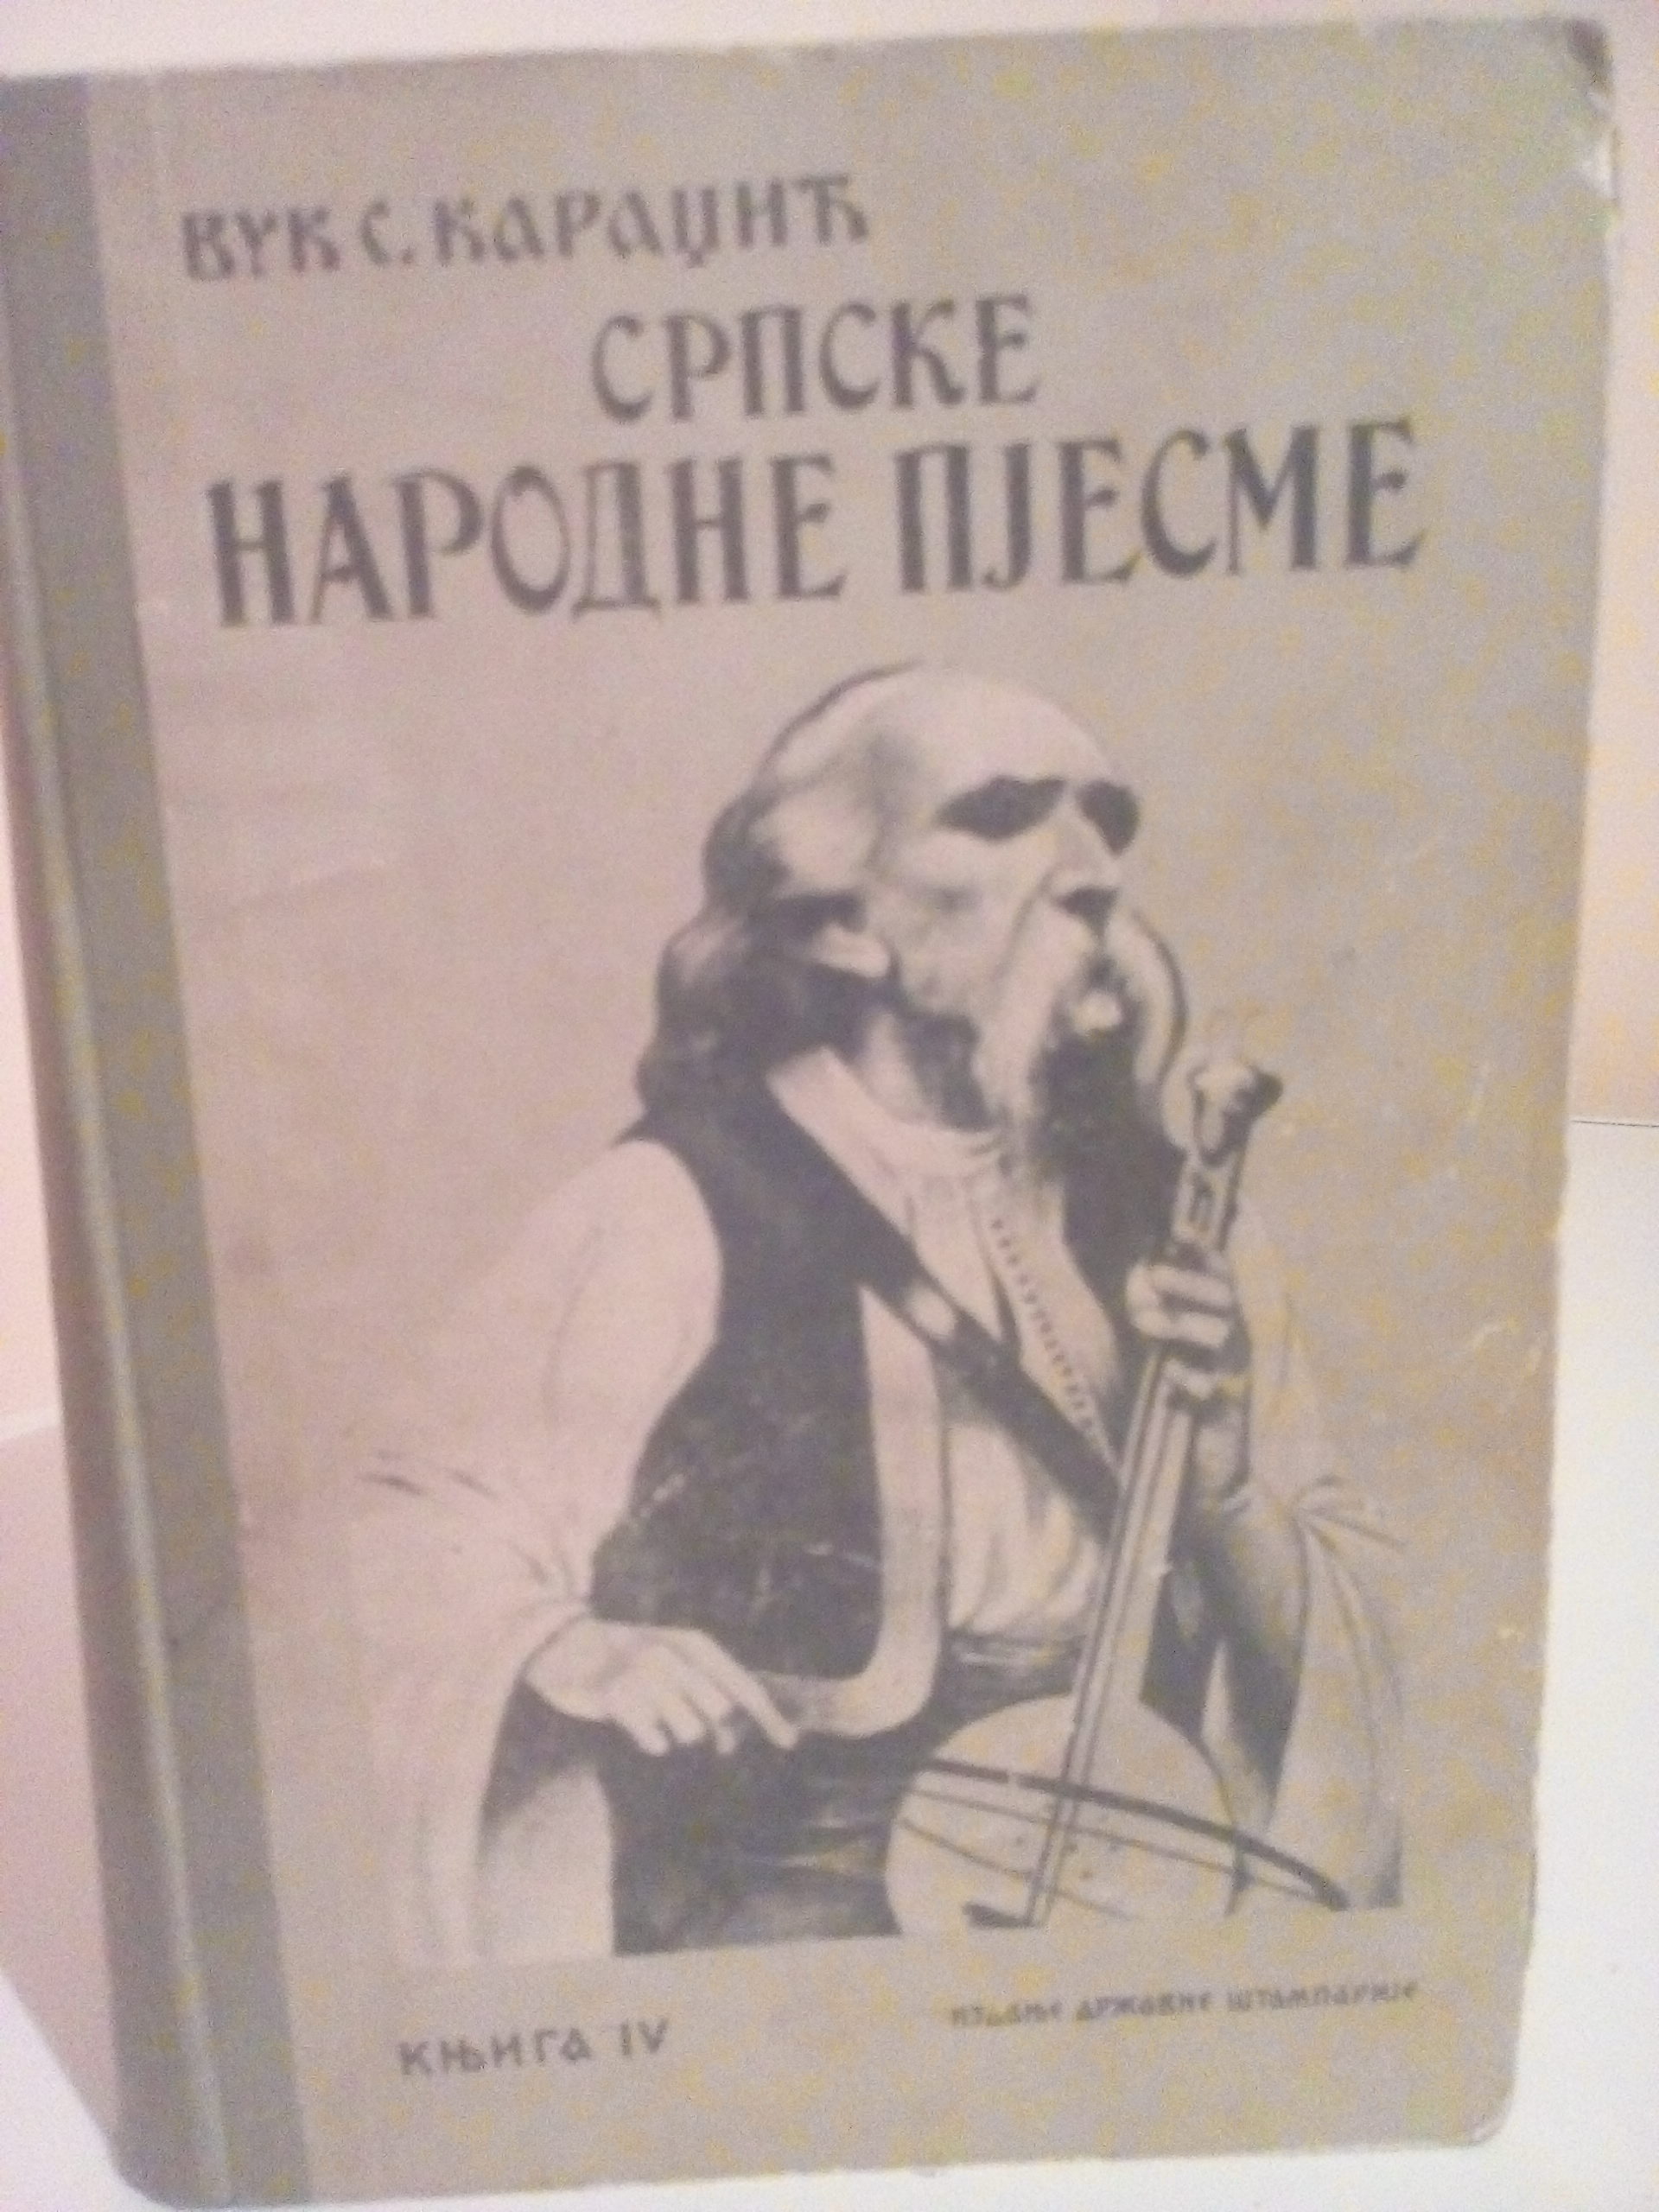 ВУК С. КАРАЏИЋ
СРПСКЕ
НАРОДНЕ ПЈЕСМЕ
КЊИГА IV
ИЗДАЊЕ ДРЖАВНЕ ШТАМПАРИЈЕ